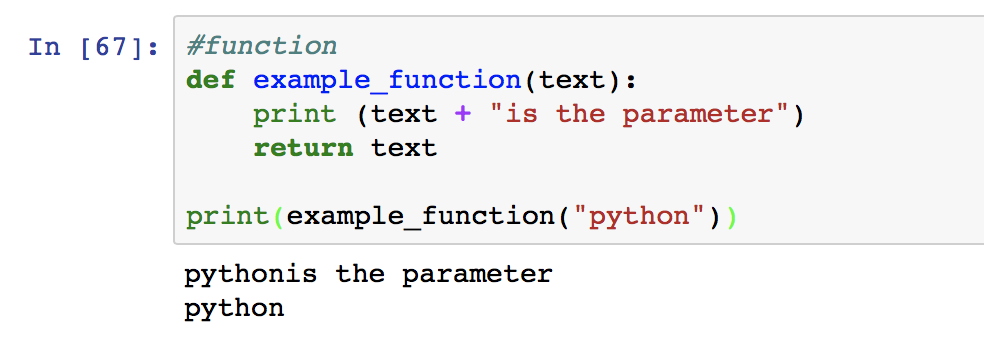 In [67]: #function
def example_function(text):
    print (text + "is the parameter")
    return text

print(example_function("python"))
pythonis the parameter
python